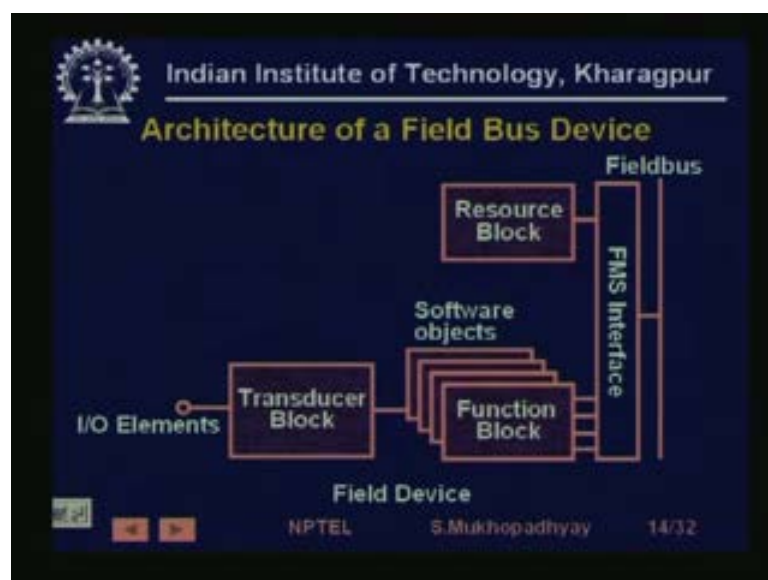 Indian Institute of Technology, Kharagpur
Architecture of a Field Bus Device
Fieldbus
Resource
Block
FMS Interface
Software
objects
Transducer
Block
I/O Elements
Function
Block
Field Device
NPTEL
S.Mukhopadhyay
14/32